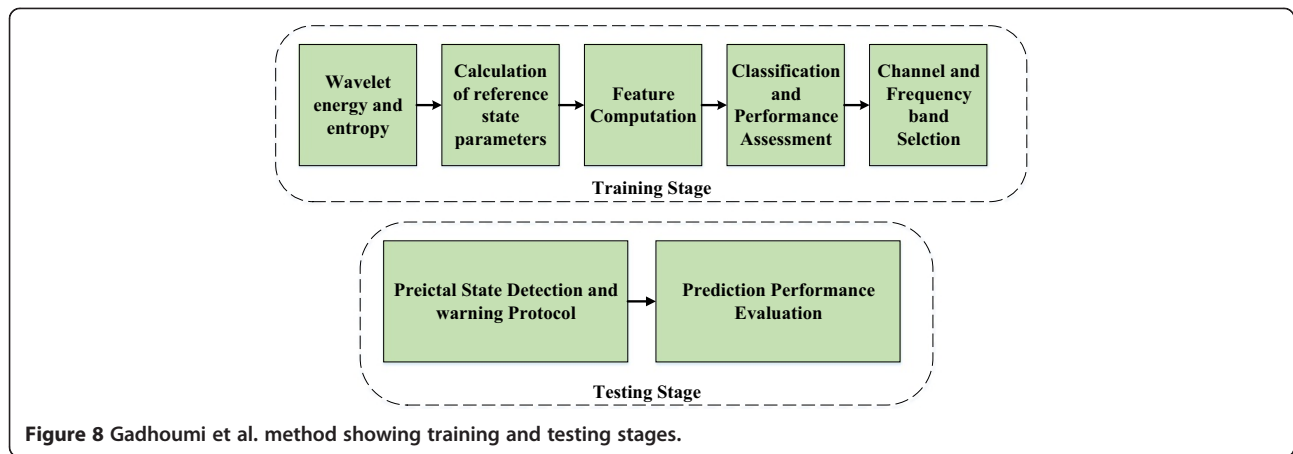 Wavelet
energy and
entropy
Calculation
of reference
state
parameters
Feature
Computation
Classification
and
Performance
Assessment
Channel and
Frequency
band
Selction
Training Stage
Preictal State Detection and
warning Protocol
Prediction Performance
Evaluation
Testing Stage
Figure 8 Gadhoumi et al. method showing training and testing stages.